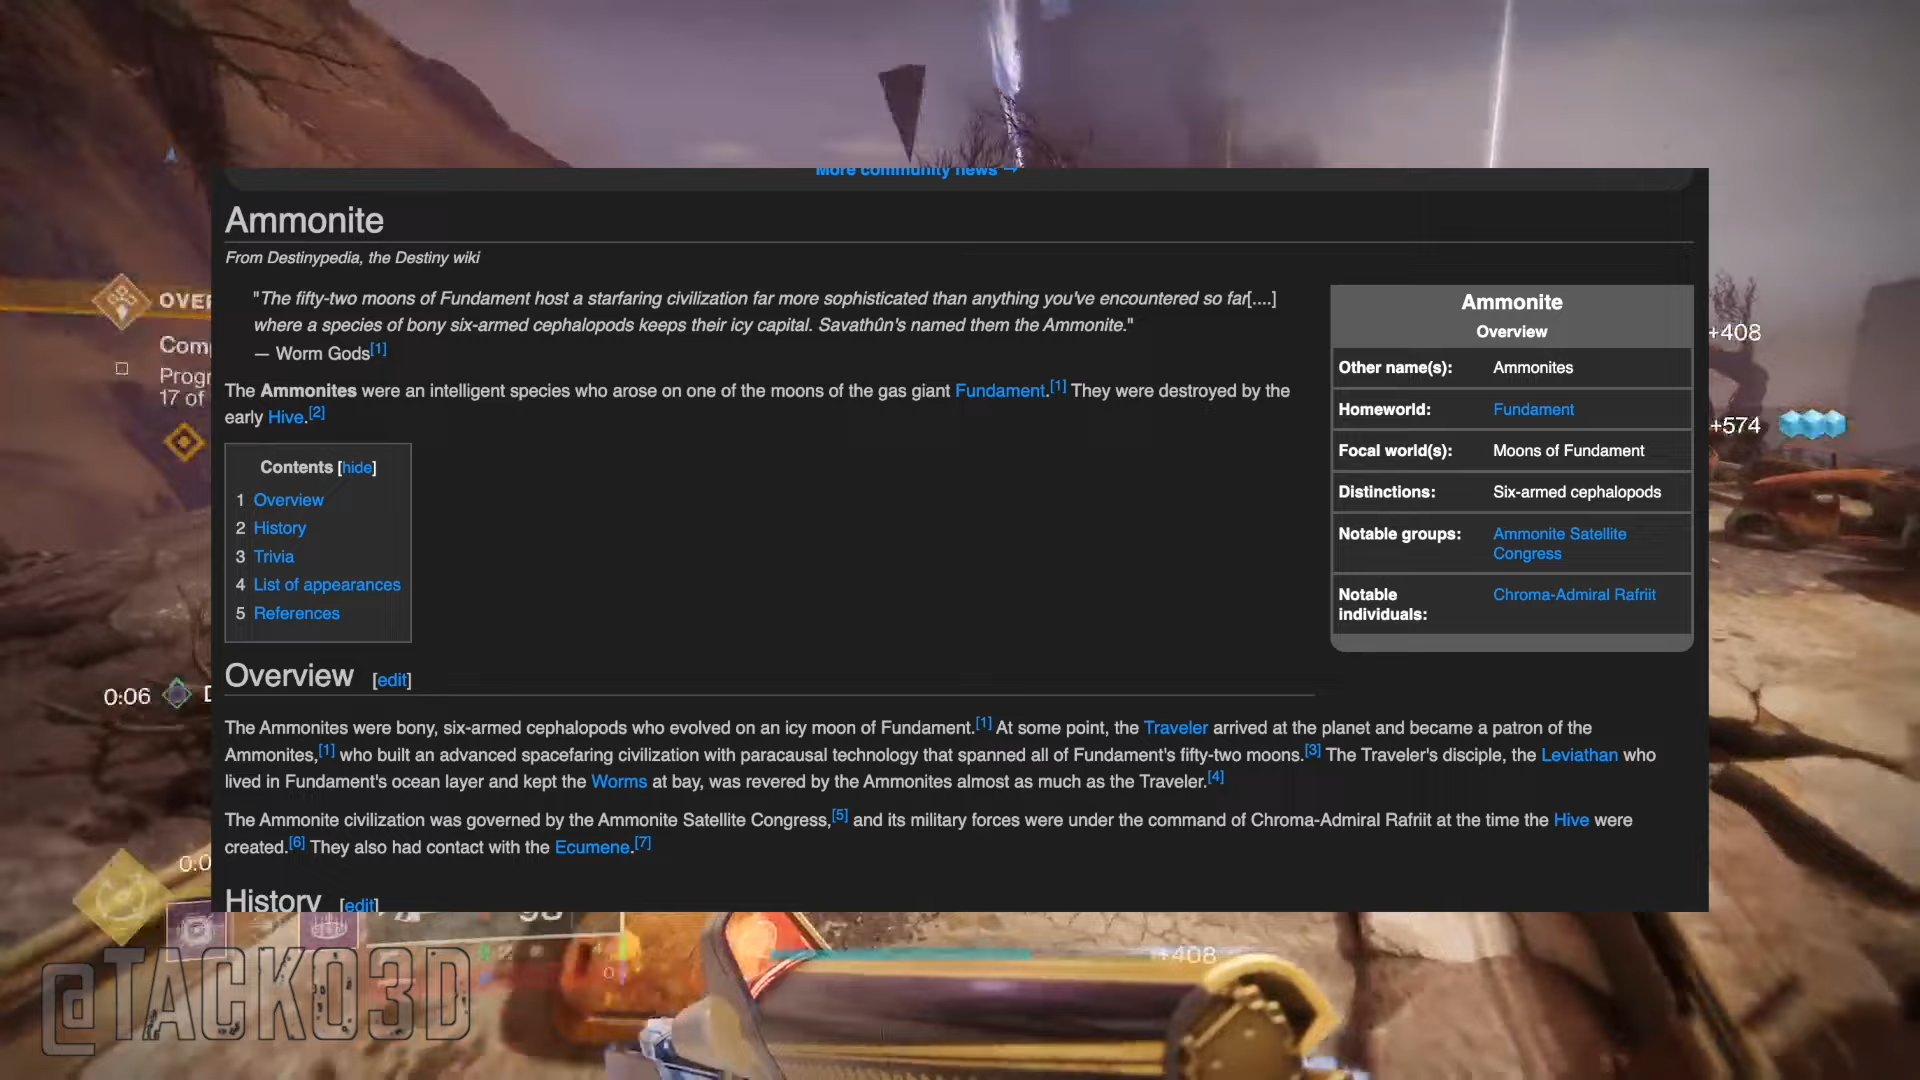 More community news →
Ammonite
From Destinypedia, the Destiny wiki
"The fifty-two moons of Fundament host a starfaring civilization far more sophisticated than anything you've encountered so far[....]
where a species of bony six-armed cephalopods keeps their icy capital. Savathûn's named them the Ammonite."
— Worm Gods[1]
The Ammonites were an intelligent species who arose on one of the moons of the gas giant Fundament.[1] They were destroyed by the
early Hive.[2]
Contents [hide]
1 Overview
2 History
3 Trivia
4 List of appearances
5 References
Ammonite
Overview
Other name(s): Ammonites
Homeworld: Fundament
Focal world(s): Moons of Fundament
Distinctions: Six-armed cephalopods
Notable groups: Ammonite Satellite
Congress
Notable Chroma-Admiral Rafriit
individuals:
Overview [edit]
The Ammonites were bony, six-armed cephalopods who evolved on an icy moon of Fundament.[1] At some point, the Traveler arrived at the planet and became a patron of the
Ammonites,[1] who built an advanced spacefaring civilization with paracausal technology that spanned all of Fundament's fifty-two moons.[3] The Traveler's disciple, the Leviathan who
lived in Fundament's ocean layer and kept the Worms at bay, was revered by the Ammonites almost as much as the Traveler.[4]
The Ammonite civilization was governed by the Ammonite Satellite Congress,[5] and its military forces were under the command of Chroma-Admiral Rafriit at the time the Hive were
created.[6] They also had contact with the Ecumene.[7]
History [edit]
OVER
Com
Progr
17 of
+408
+574
0:06 D
0:0
+408
@TACKO3D